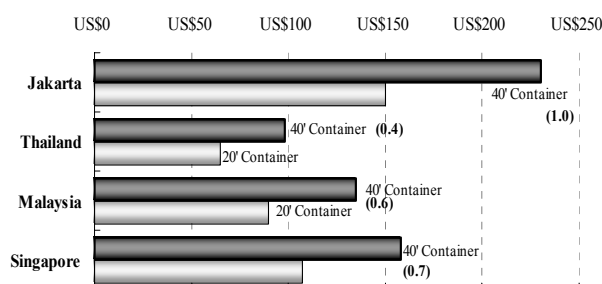 US$0 US$50 US$100 US$150 US$200 US$250
Jakarta
40' Container
(1.0)
Thailand
40' Container (0.4)
20' Container
Malaysia
40' Container
(0.6)
20' Container
Singapore
40' Container
(0.7)